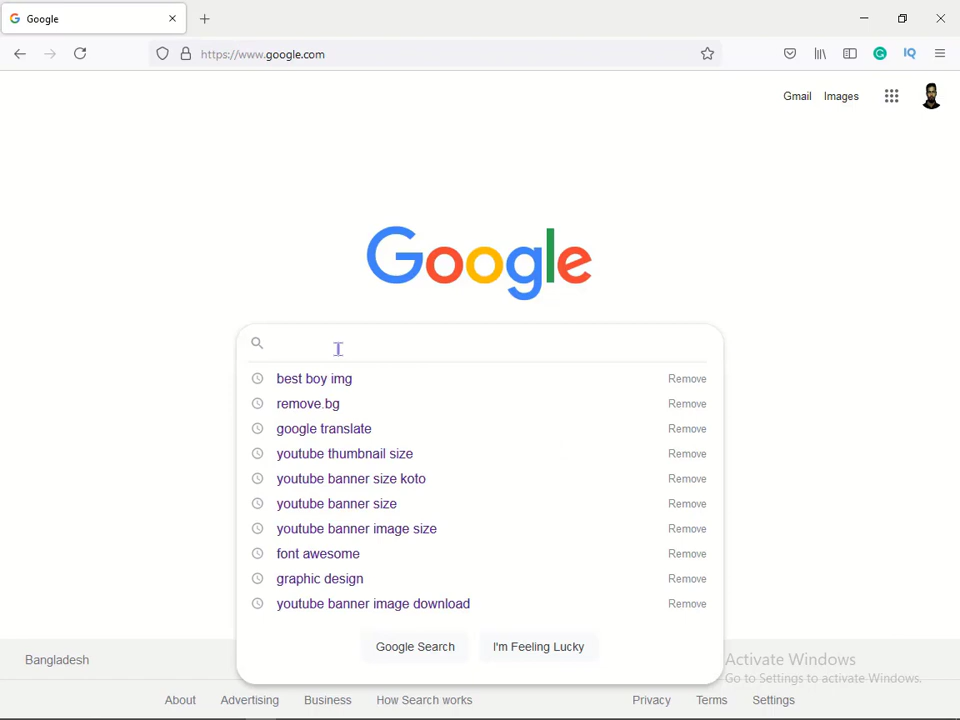 Google
https://www.google.com
IQ
Gmail Images
Google
best boy img Remove
remove.bg Remove
google translate Remove
youtube thumbnail size Remove
youtube banner size koto Remove
youtube banner size Remove
youtube banner image size Remove
font awesome Remove
graphic design Remove
youtube banner image download Remove
Google Search I'm Feeling Lucky
Bangladesh
Activate Windows
Go to Settings to activate Windows.
About Advertising Business How Search works Privacy Terms Settings